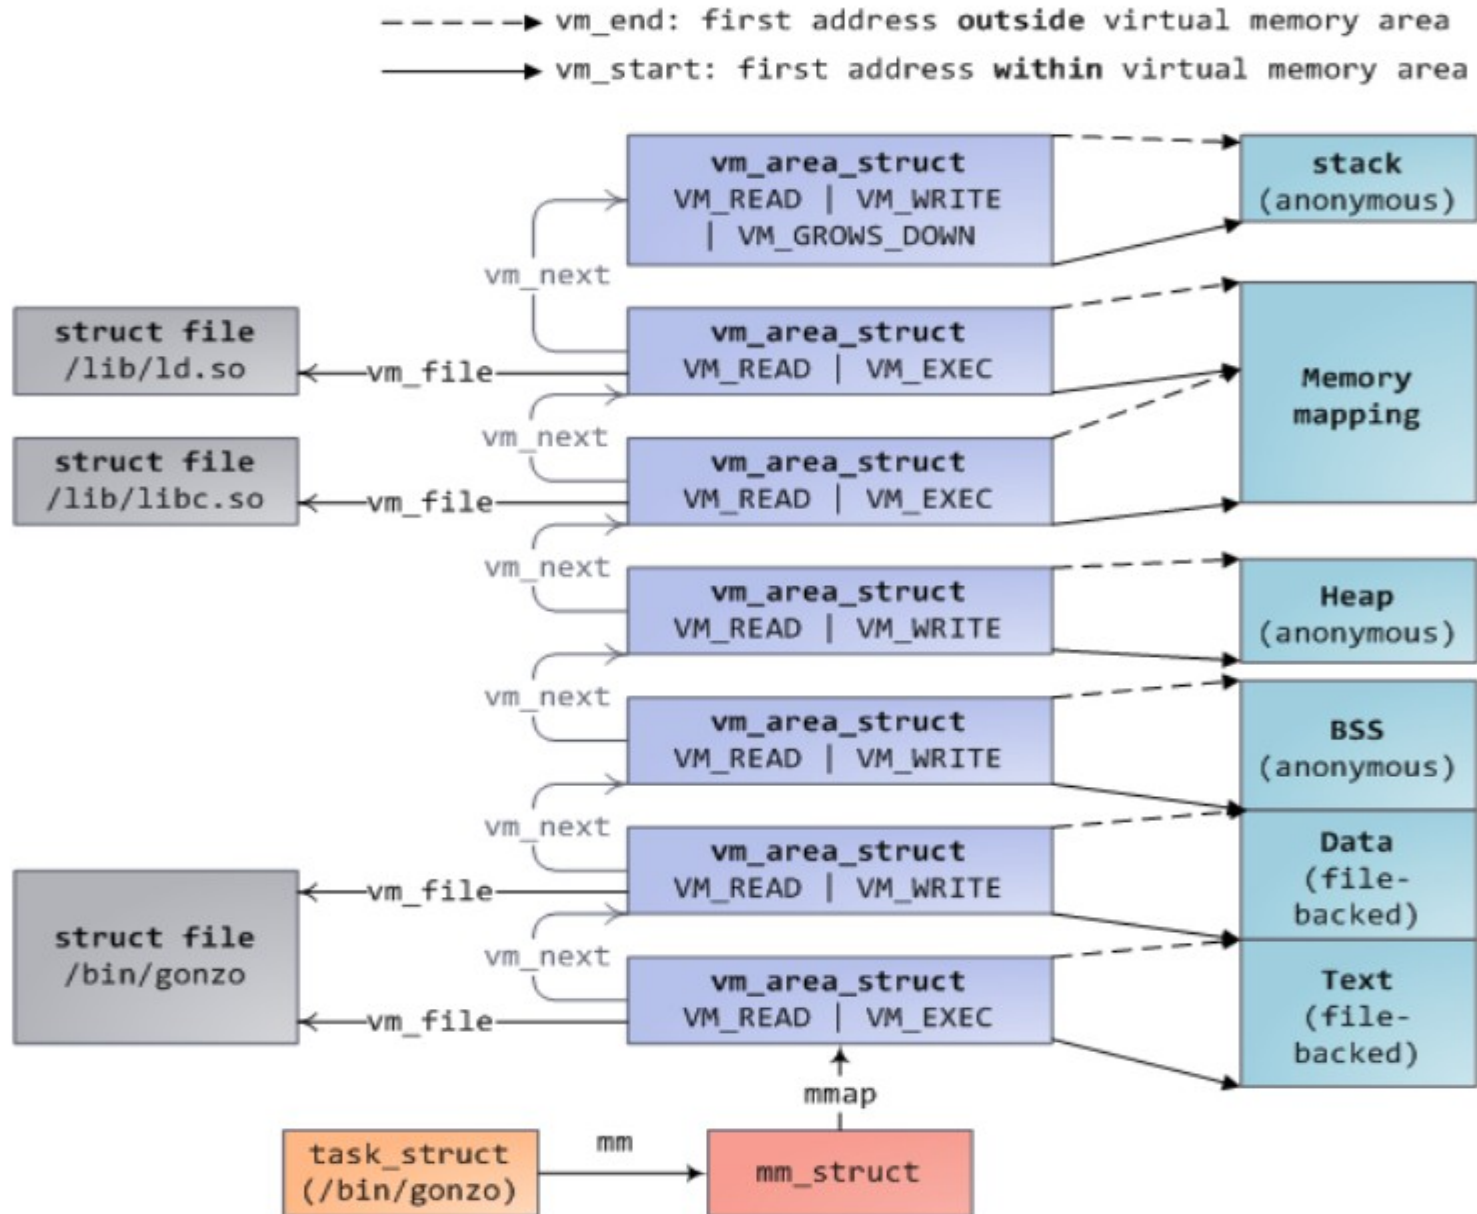 vm_end: first address outside virtual memory area
vm_start: first address within virtual memory area
vm_area_struct
VM_READ | VM_WRITE
| VM_GROWS_DOWN
stack
(anonymous)
vm_next
struct file
/lib/ld.so
vm_file
vm_area_struct
VM_READ | VM_EXEC
Memory
mapping
vm_next
struct file
/lib/libc.so
vm_file
vm_area_struct
VM_READ | VM_EXEC
vm_next
vm_area_struct
VM_READ | VM_WRITE
Heap
(anonymous)
vm_next
vm_area_struct
VM_READ | VM_WRITE
BSS
(anonymous)
vm_next
vm_area_struct
VM_READ | VM_WRITE
Data
(file-
backed)
vm_file
struct file
/bin/gonzo
vm_next
vm_file
vm_area_struct
VM_READ | VM_EXEC
Text
(file-
backed)
mmap
task_struct
(/bin/gonzo)
mm
mm_struct